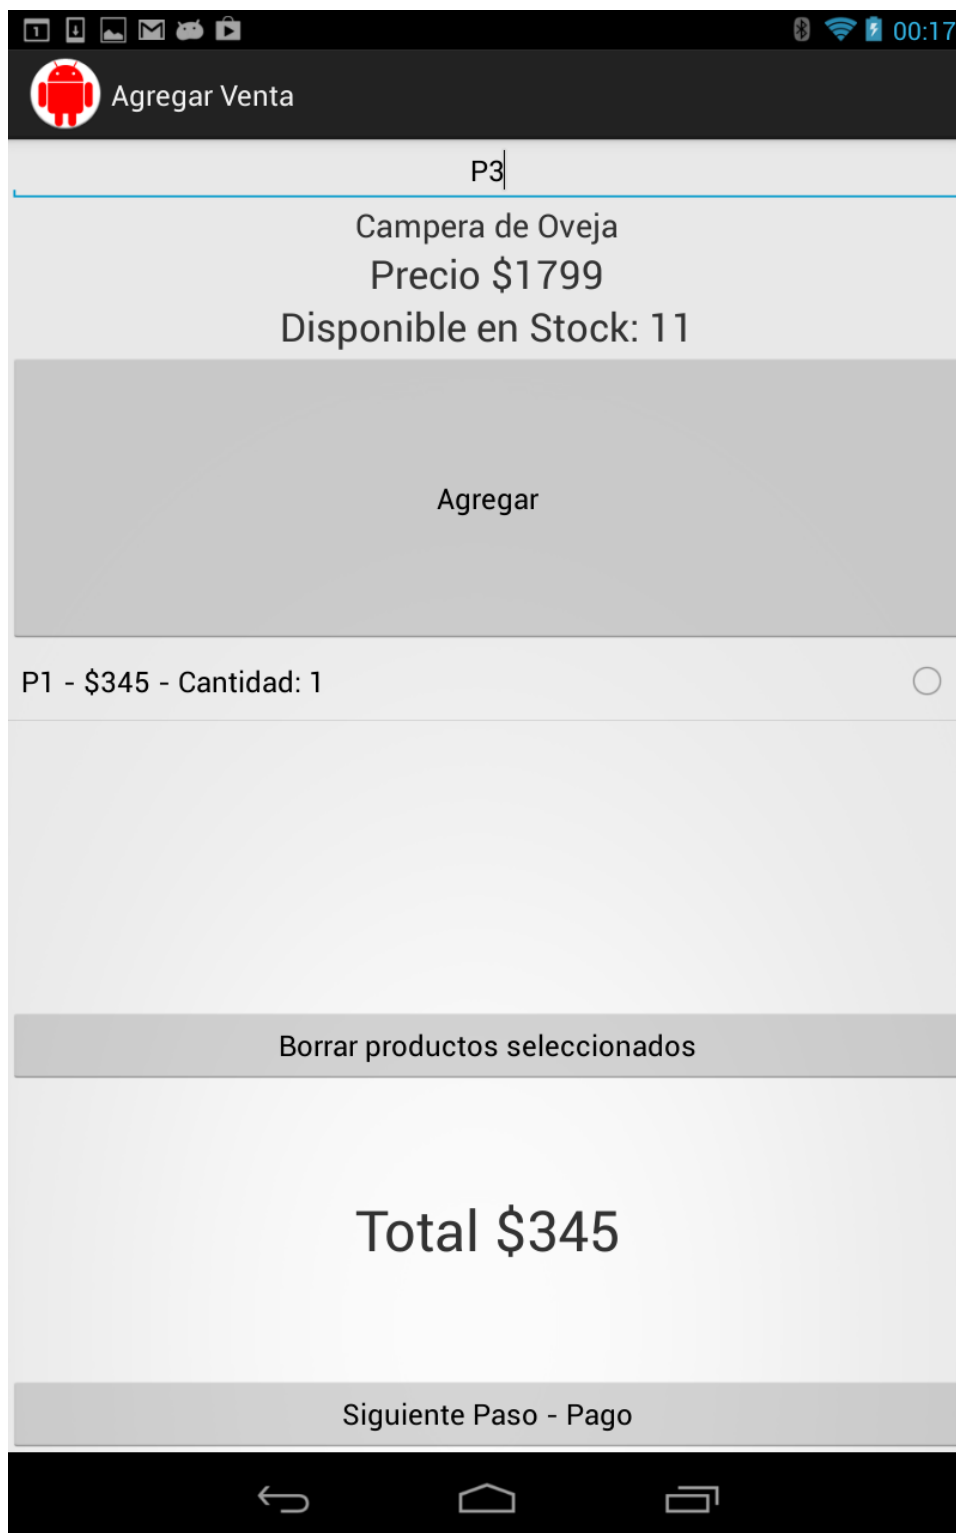 1
00:17
Agregar Venta
P3
Campera de Oveja
Precio $1799
Disponible en Stock: 11
Agregar
P1 - $345 - Cantidad: 1
Borrar productos seleccionados
Total $345
Siguiente Paso - Pago